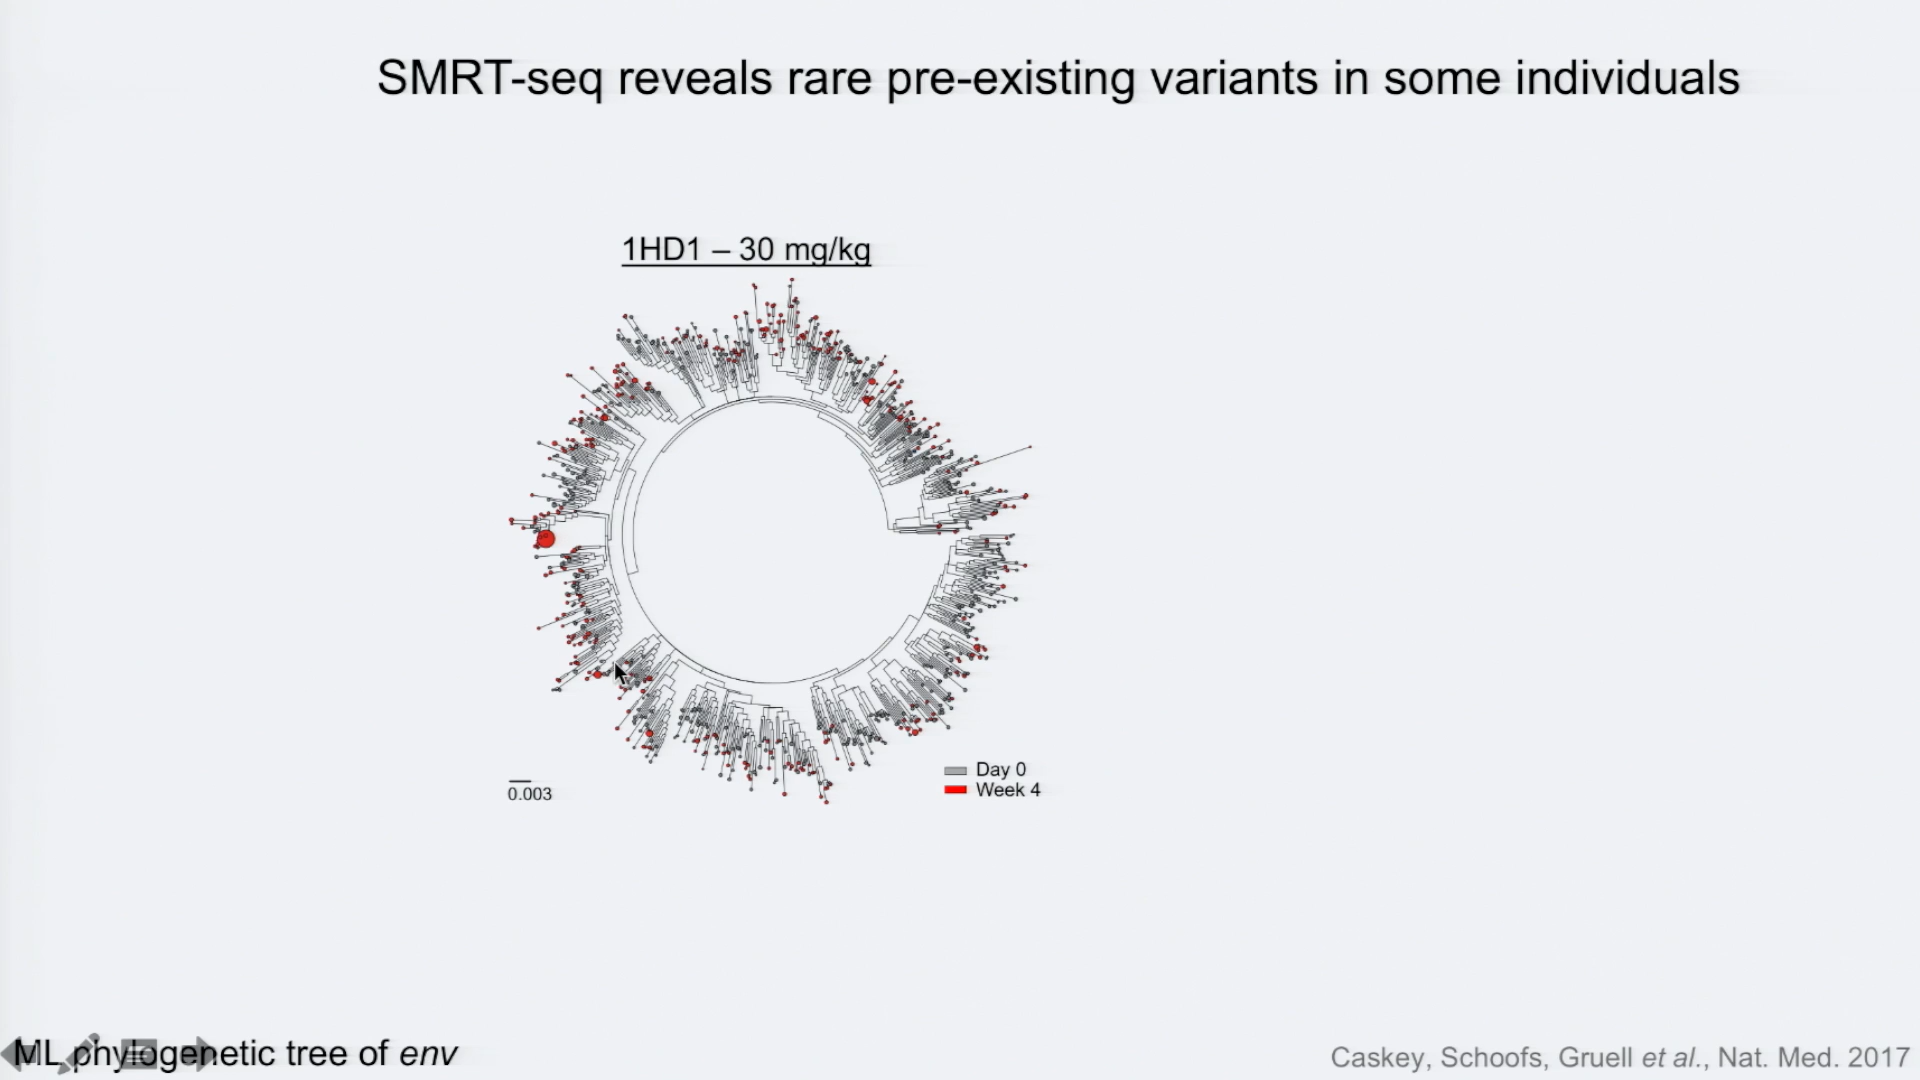 SMRT-seq reveals rare pre-existing variants in some individuals
1HD1 – 30 mg/kg
Day 0
Week 4
0.003
ML phylogenetic tree of env
Caskey, Schoofs, Gruell et al., Nat. Med. 2017